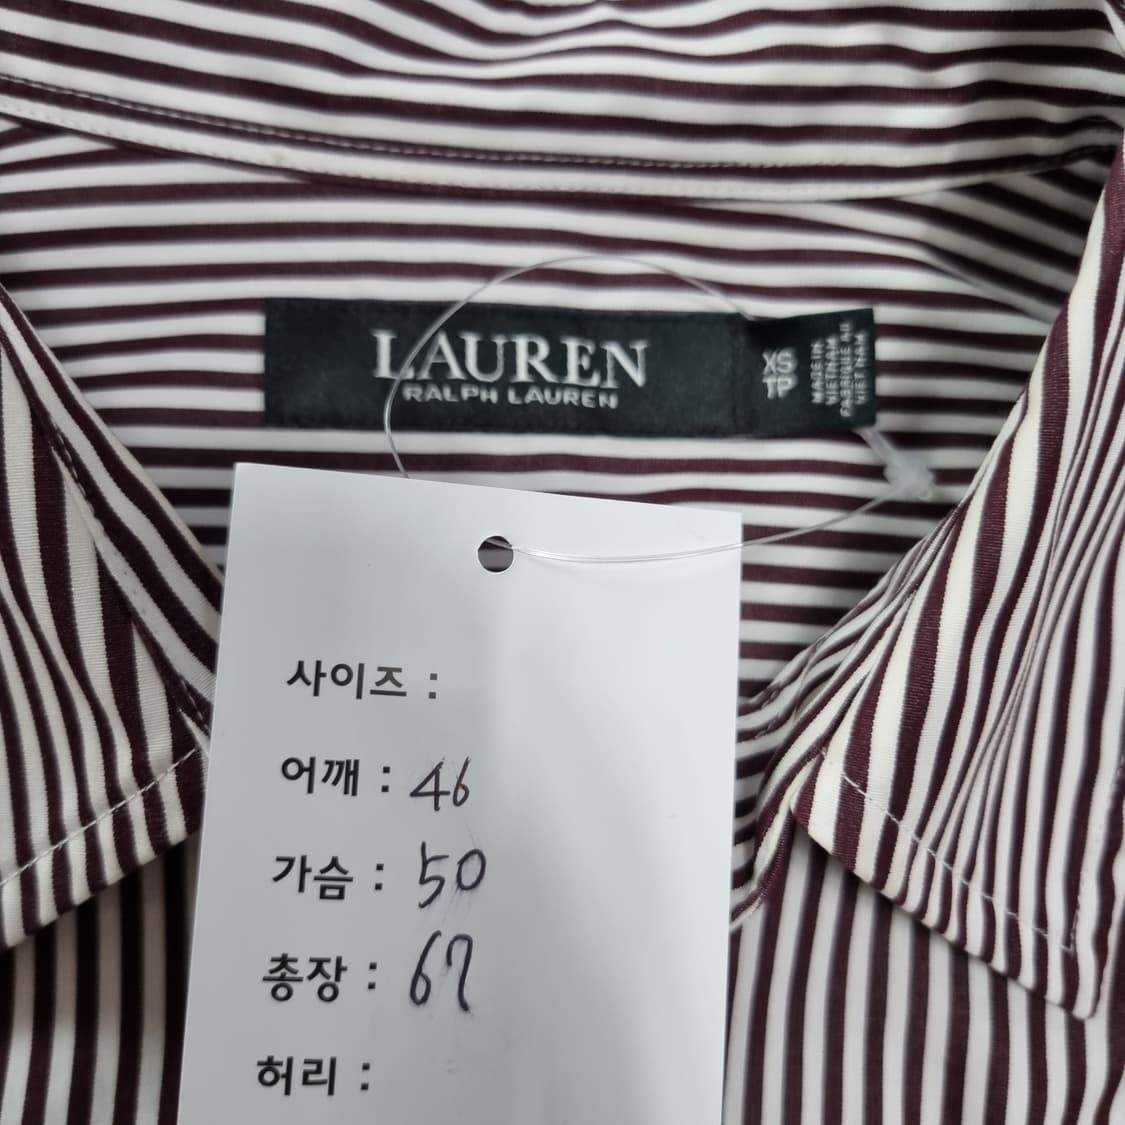 LAUREN
RALPH LAUREN
XS
TP
MADE IN
VIETNAM
FABRIQUÉ AU
VIET NAM
사이즈 :
어깨 : 46
가슴 : 50
총장 : 67
허리 :